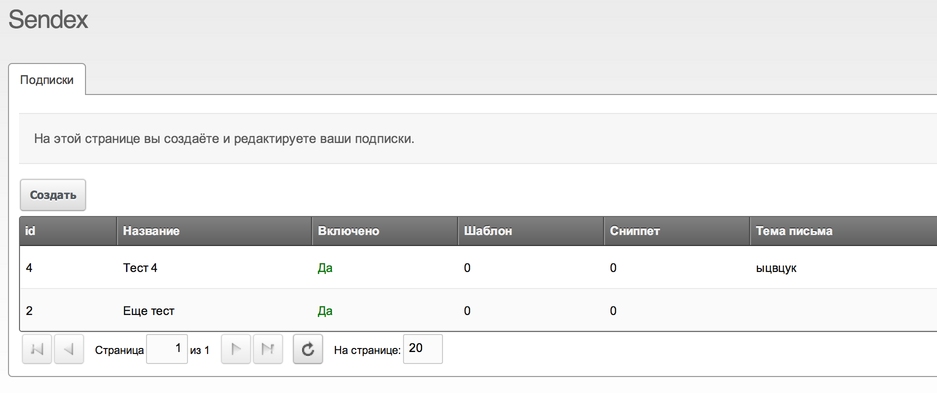 Sendex
Подписки
На этой странице вы создаёте и редактируете ваши подписки.
Создать
id Название Включено Шаблон Сниппет Тема письма
4 Тест 4 Да 0 0 ыцвцук
2 Еще тест Да 0 0
Страница 1 из 1 На странице: 20